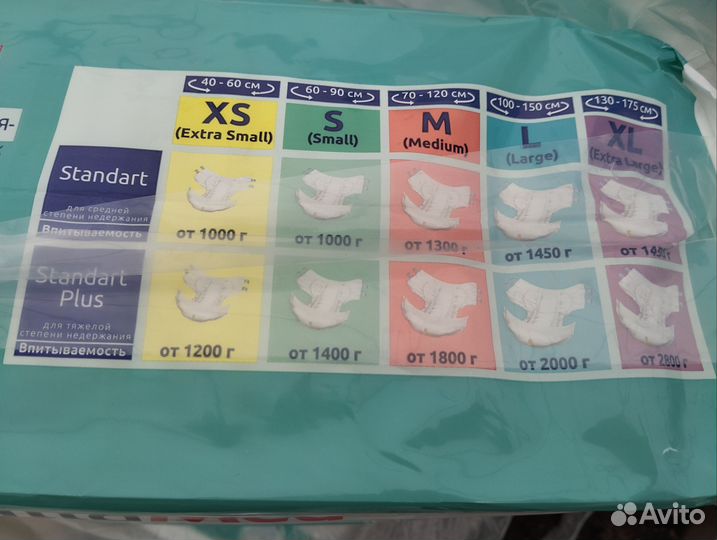 40 - 60 см
60 - 90 см
70 - 120 см
100 - 150 см
130 - 175 см
XS
(Extra Small)
S
(Small)
M
(Medium)
L
(Large)
XL
(Extra Large)
Standart
для средней
степени недержания
Впитываемость
от 1000 г
от 1000 г
от 1300 г
от 1450 г
Standart
Plus
для тяжелой
степени недержания
Впитываемость
от 1200 г
от 1400 г
от 1800 г
от 2000 г
от 2800 г
Avito